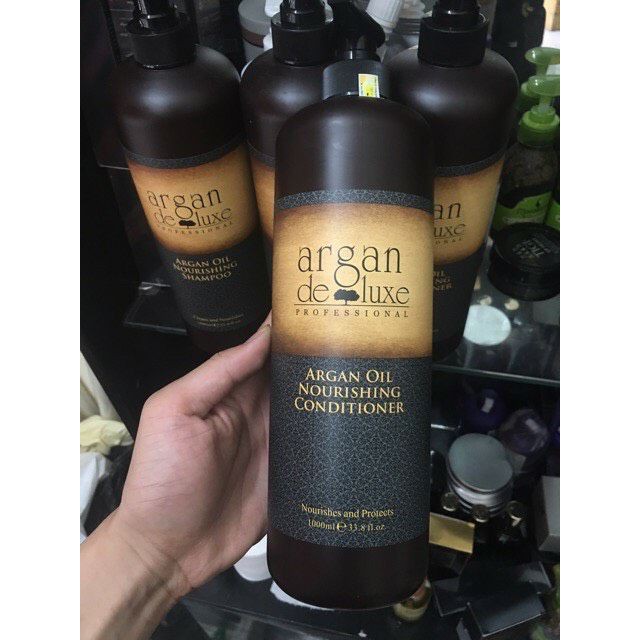 argan
de luxe
PROFESSIONAL
ARGAN OIL
NOURISHING
CONDITIONER
Nourishes and Protects
1000ml℮33.8 fl.oz.
argan
de luxe
PROFESSIONAL
ARGAN OIL
NOURISHING
SHAMPOO